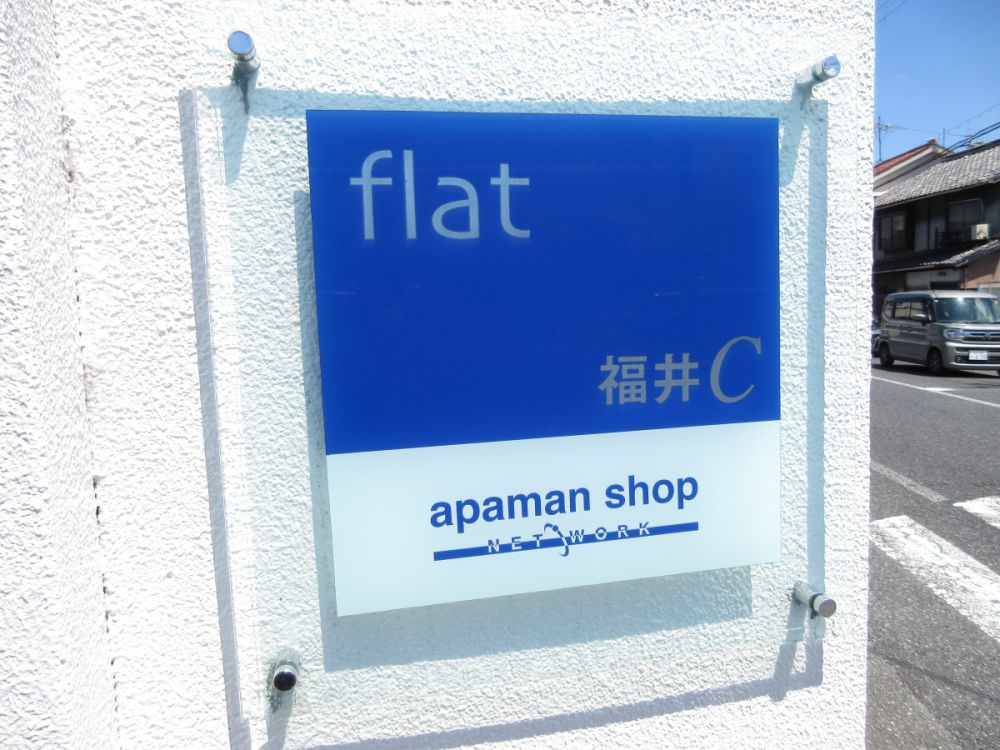 flat
福井C
apaman shop
NETWORK